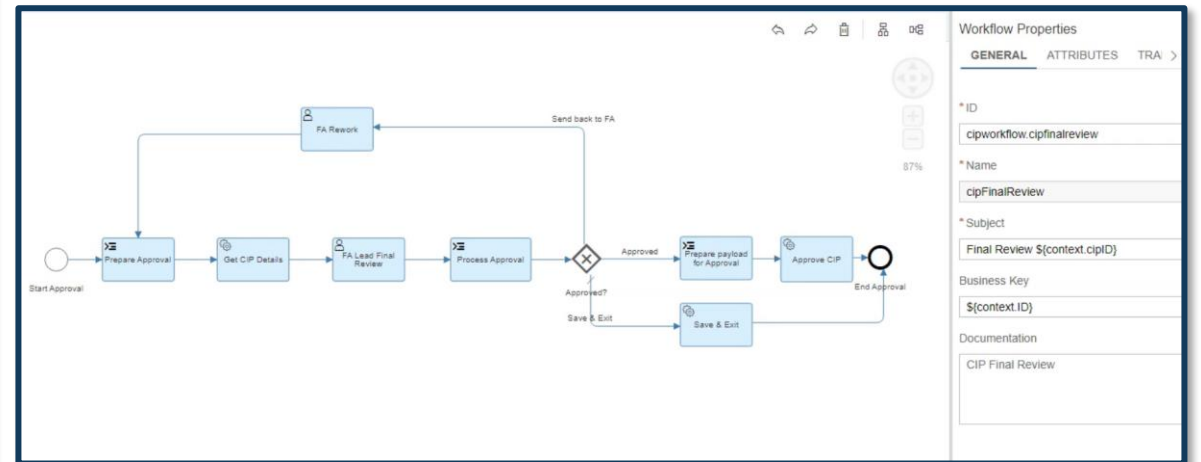 Workflow Properties
GENERAL ATTRIBUTES TRA
* ID
cipworkflow.cipfinalreview
* Name
cipFinalReview
* Subject
Final Review ${context.cipID}
Business Key
${context.ID}
Documentation
CIP Final Review
87%
Send back to FA
FA Rework
Start Approval
Prepare Approval
Get CIP Details
FA Lead Final
Review
Process Approval
Approved?
Approved
Prepare payload
for Approval
Approve CIP
End Approval
Save & Exit
Save & Exit